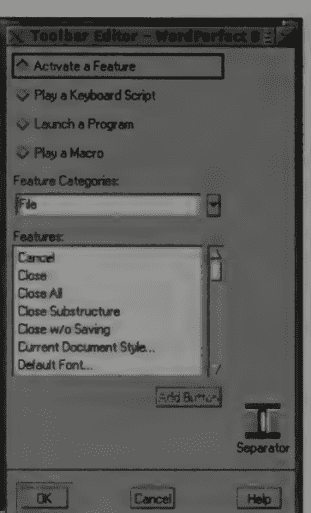 Toolbar Editor - WordPerfect 8
Activate a Feature
Play a Keyboard Script
Launch a Program
Play a Macro
Feature Categories:
File
Features:
Cancel
Close
Close All
Close Substructure
Close w/o Saving
Current Document Style...
Default Font...
Add Button
Separator
OK
Cancel
Help